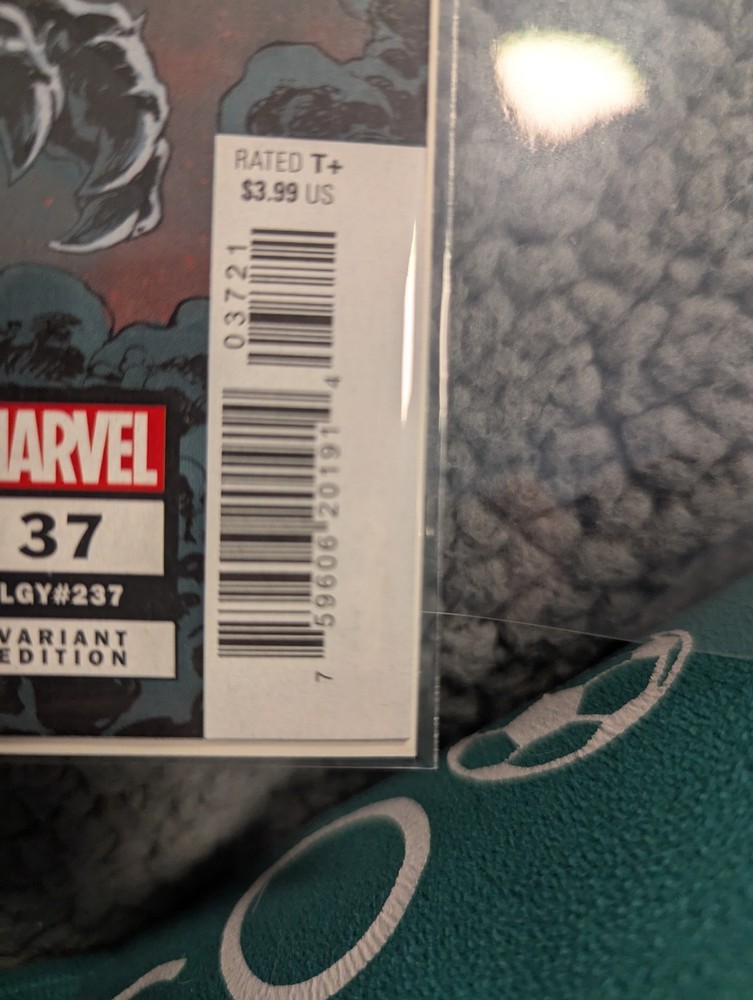 RATED T+
$3.99 US
03721
7 59606 20191 4
MARVEL
37
LGY#237
VARIANT
EDITION